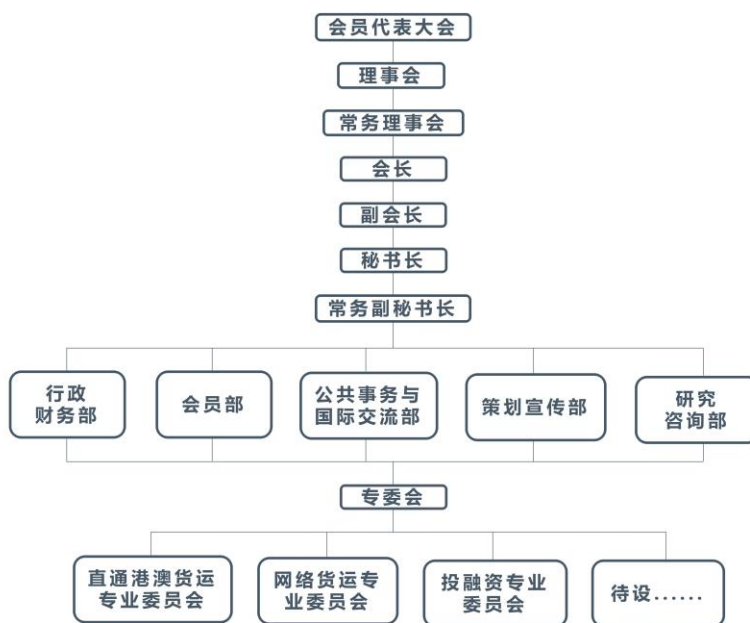 会员代表大会
理事会
常务理事会
会长
副会长
秘书长
常务副秘书长
行政
财务部
会员部
公共事务与
国际交流部
策划宣传部
研究
咨询部
专委会
直通港澳货运
专业委员会
网络货运专
业委员会
投融资专业
委员会
待设......